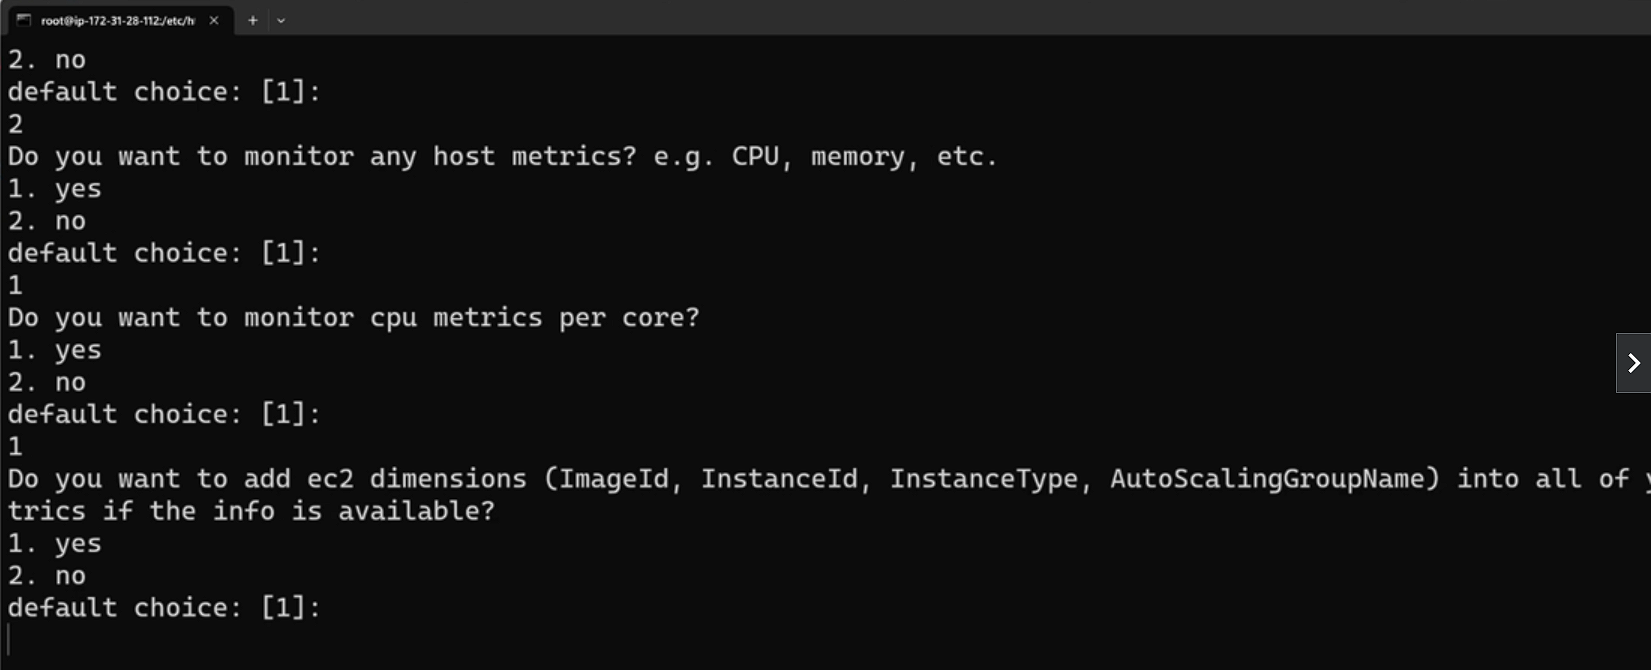 root@ip-172-31-28-112:/etc/h
2. no
default choice: [1]:
2
Do you want to monitor any host metrics? e.g. CPU, memory, etc.
1. yes
2. no
default choice: [1]:
1
Do you want to monitor cpu metrics per core?
1. yes
2. no
default choice: [1]:
1
Do you want to add ec2 dimensions (ImageId, InstanceId, InstanceType, AutoScalingGroupName) into all of
trics if the info is available?
1. yes
2. no
default choice: [1]: